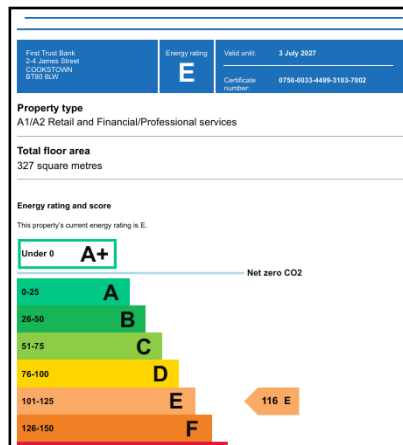 First Trust Bank
2-4 James Street
COOKSTOWN
BT80 8LW
Energy rating
E
Valid until:
3 July 2027
Certificate number:
0750-0033-4499-3103-7002
Property type
A1/A2 Retail and Financial/Professional services
Total floor area
327 square metres
Energy rating and score
This property's current energy rating is E.
Under 0 A+
Net zero CO2
0-25 A
26-50 B
51-75 C
76-100 D
101-125 E 116 E
126-150 F